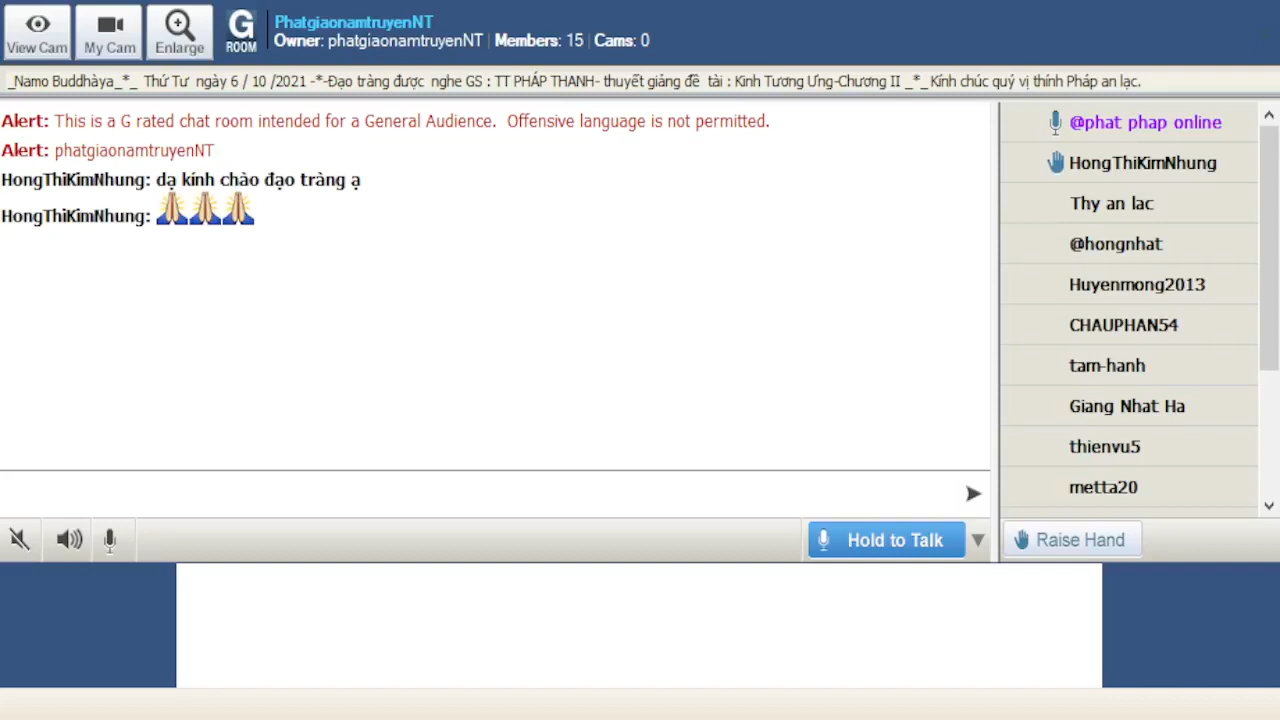 View Cam
My Cam
Enlarge
G
ROOM
PhatgiaonamtruyenNT
Owner: phatgiaonamtruyenNT | Members: 15 | Cams: 0
_Namo Buddhàya_*_ Thứ Tư ngày 6 / 10 /2021 -*-Đạo tràng được nghe GS : TT PHÁP THANH- thuyết giảng đề tài : Kinh Tương Ưng-Chương II _*_ Kính chúc quý vị thính Pháp an lạc.
Alert: This is a G rated chat room intended for a General Audience. Offensive language is not permitted.
Alert: phatgiaonamtruyenNT
HongThiKimNhung: dạ kính chào đạo tràng ạ
HongThiKimNhung: 🙏🙏🙏
@phat phap online
HongThiKimNhung
Thy an lac
@hongnhat
Huyenmong2013
CHAUPHAN54
tam-hanh
Giang Nhat Ha
thienvu5
metta20
Hold to Talk
Raise Hand